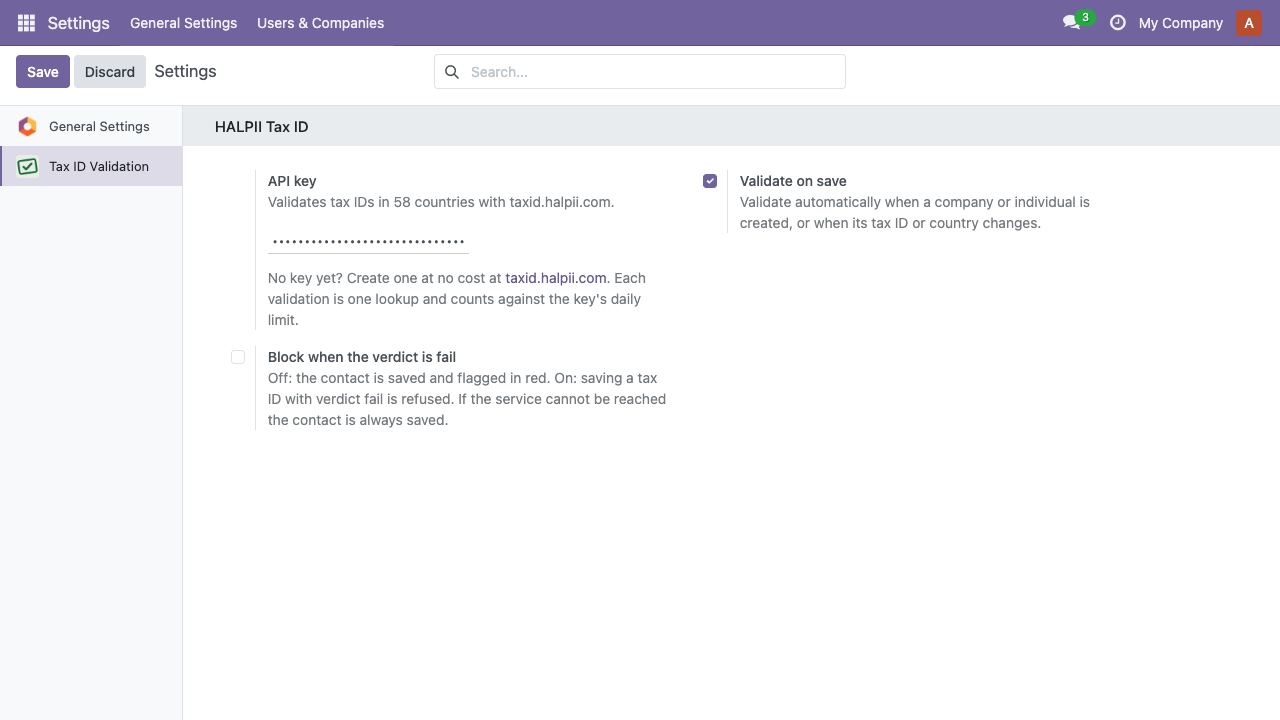 Settings
General Settings
Users & Companies
3
My Company
A
Save
Discard
Settings
Search...
General Settings
Tax ID Validation
HALPII Tax ID
API key
Validates tax IDs in 58 countries with taxid.halpii.com.
••••••••••••••••••••••••••••••
No key yet? Create one at no cost at taxid.halpii.com. Each
validation is one lookup and counts against the key's daily
limit.
Validate on save
Validate automatically when a company or individual is
created, or when its tax ID or country changes.
Block when the verdict is fail
Off: the contact is saved and flagged in red. On: saving a tax
ID with verdict fail is refused. If the service cannot be reached
the contact is always saved.